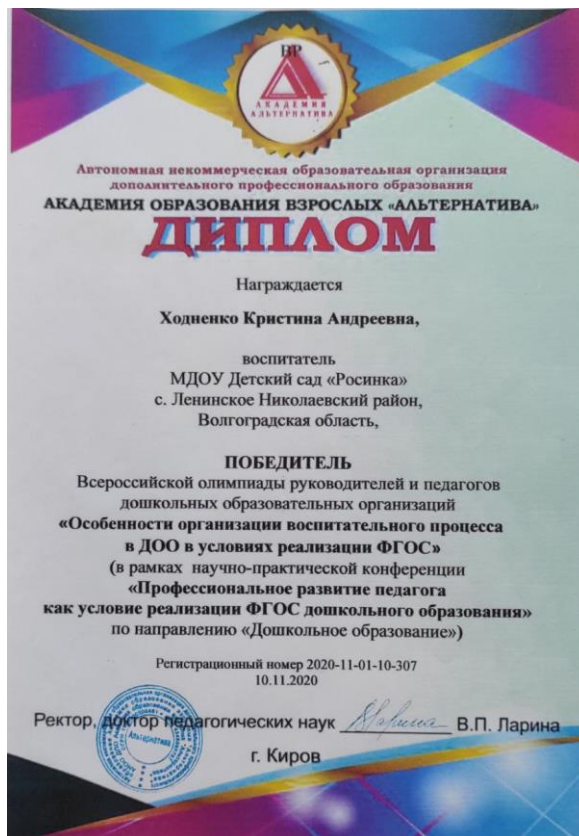 ВР
АКАДЕМИЯ
АЛЬТЕРНАТИВА
Автономная некоммерческая образовательная организация
дополнительного профессионального образования
АКАДЕМИЯ ОБРАЗОВАНИЯ ВЗРОСЛЫХ «АЛЬТЕРНАТИВА»
ДИПЛОМ
Награждается
Ходненко Кристина Андреевна,
воспитатель
МДОУ Детский сад «Росинка»
с. Ленинское Николаевский район,
Волгоградская область,
ПОБЕДИТЕЛЬ
Всероссийской олимпиады руководителей и педагогов
дошкольных образовательных организаций
«Особенности организации воспитательного процесса
в ДОО в условиях реализации ФГОС»
(в рамках научно-практической конференции
«Профессиональное развитие педагога
как условие реализации ФГОС дошкольного образования»
по направлению «Дошкольное образование»)
Регистрационный номер 2020-11-01-10-307
10.11.2020
Ректор, доктор педагогических наук В.П. Ларина
Альтернатива
г. Киров